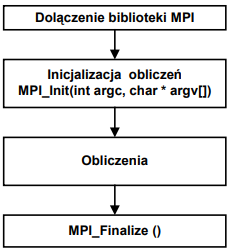 Dołączenie biblioteki MPI
Inicjalizacja obliczeń
MPI_Init(int argc, char * argv[])
Obliczenia
MPI_Finalize ()